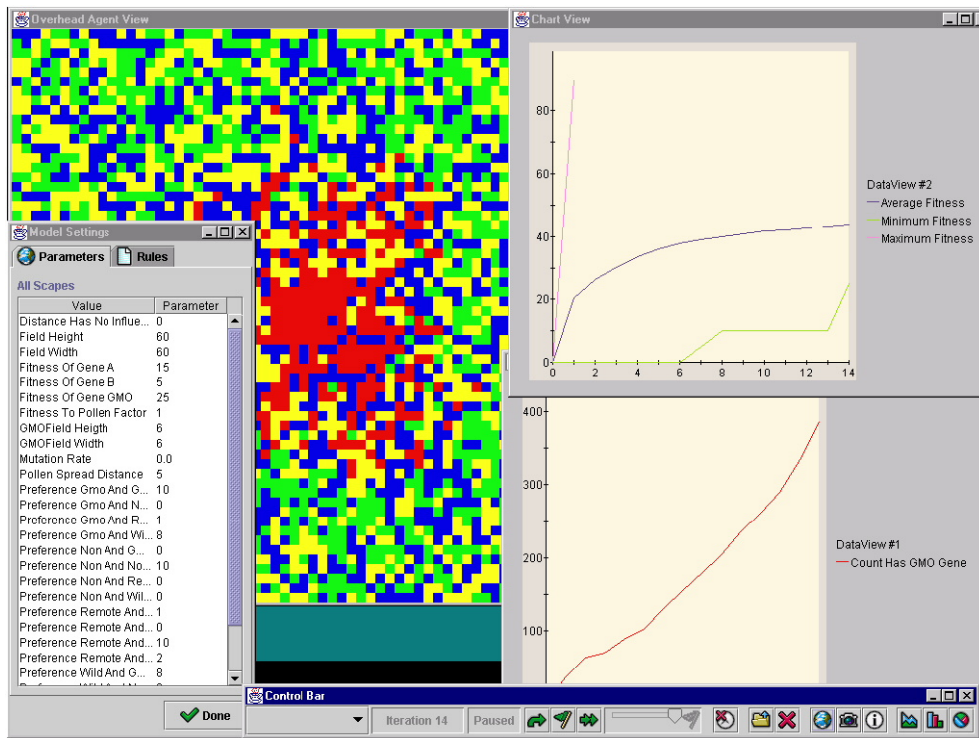 Overhead Agent View
Chart View
80
60
40
20
0
0 2 4 6 8 10 12 14
DataView #2
Average Fitness
Minimum Fitness
Maximum Fitness
Model Settings
Parameters Rules
All Scapes
Value Parameter
Distance Has No Influe... 0
Field Height 60
Field Width 60
Fitness Of Gene A 15
Fitness Of Gene B 5
Fitness Of Gene GMO 25
Fitness To Pollen Factor 1
GMOField Heigth 6
GMOField Width 6
Mutation Rate 0.0
Pollen Spread Distance 5
Preference Gmo And G... 10
Preference Gmo And N... 0
Preference Gmo And R... 1
Preference Gmo And Wi... 8
Preference Non And G... 0
Preference Non And No... 10
Preference Non And Re... 0
Preference Non And Wil... 0
Preference Remote And... 1
Preference Remote And... 0
Preference Remote And... 10
Preference Remote And... 2
Preference Wild And G... 8
Done
400
300
200
100
DataView #1
Count Has GMO Gene
Control Bar
Iteration 14 Paused